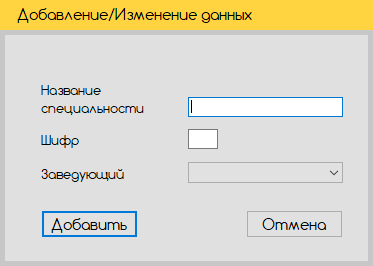 Добавление/Изменение данных
Название
специальности
Шифр
Заведующий
Добавить
Отмена